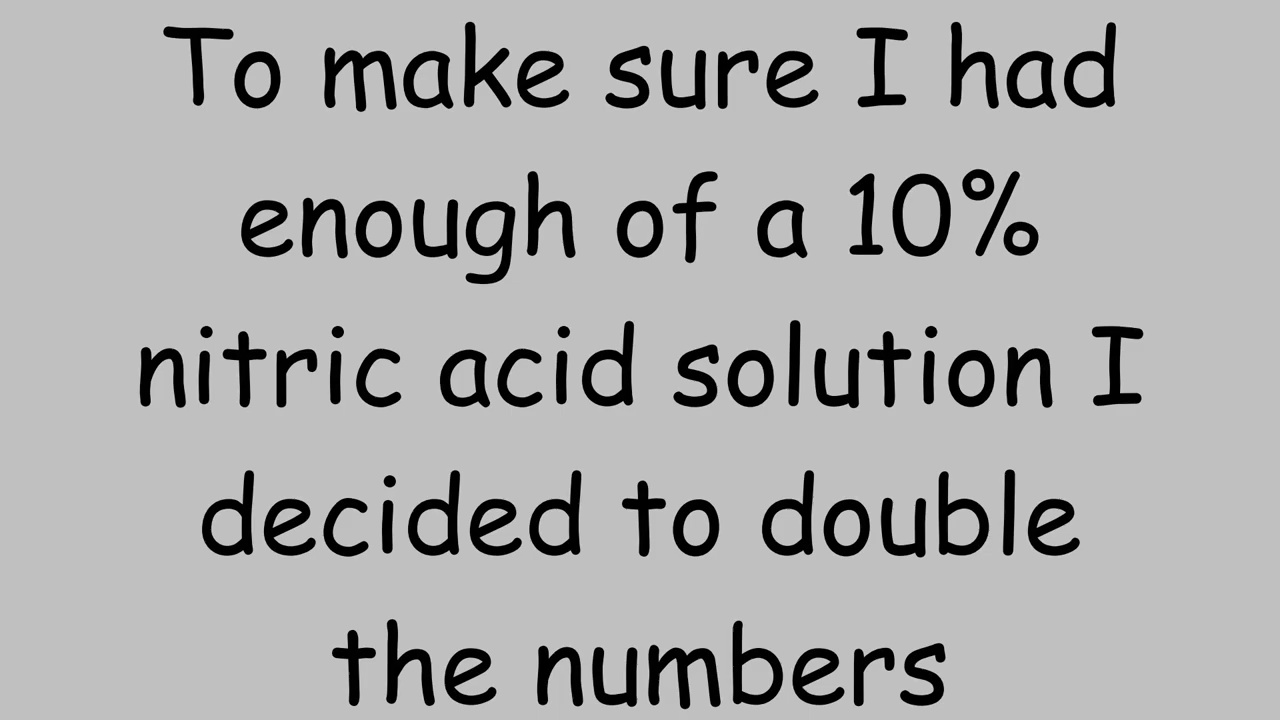 To make sure I had
enough of a 10%
nitric acid solution I
decided to double
the numbers